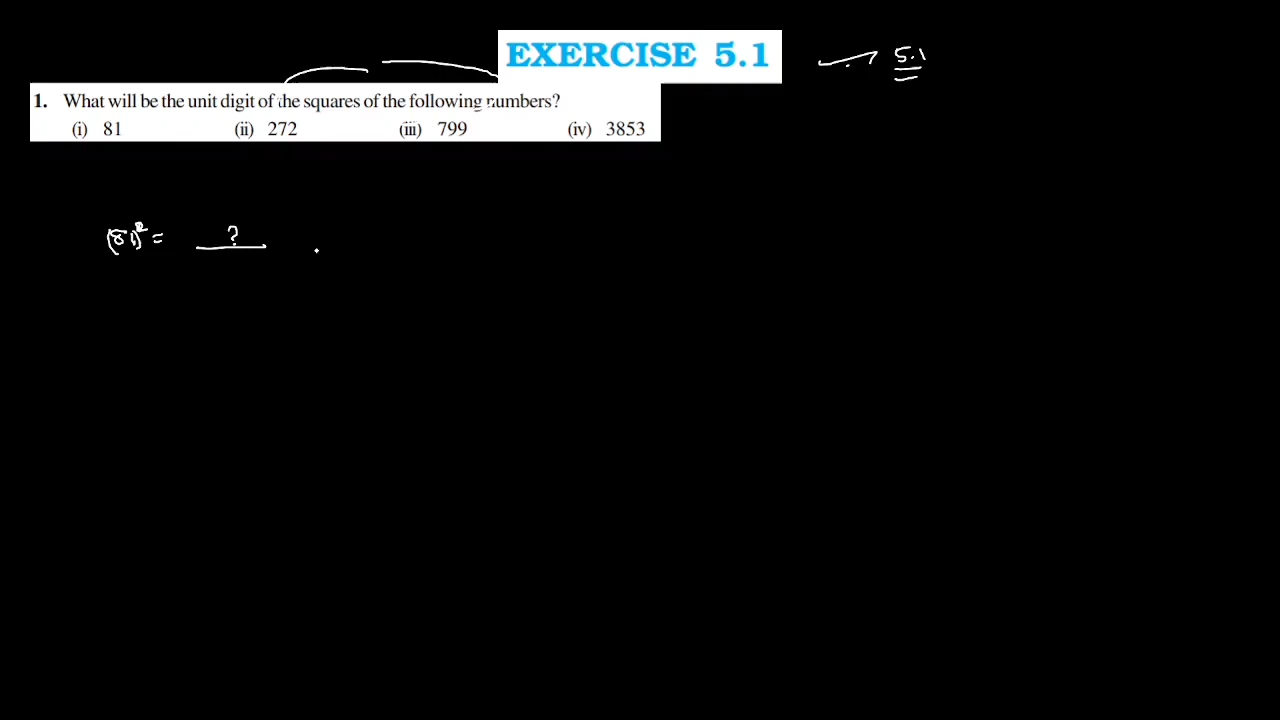 EXERCISE 5.1
5.1
1. What will be the unit digit of the squares of the following numbers?
(i) 81 (ii) 272 (iii) 799 (iv) 3853
(81)² = ?